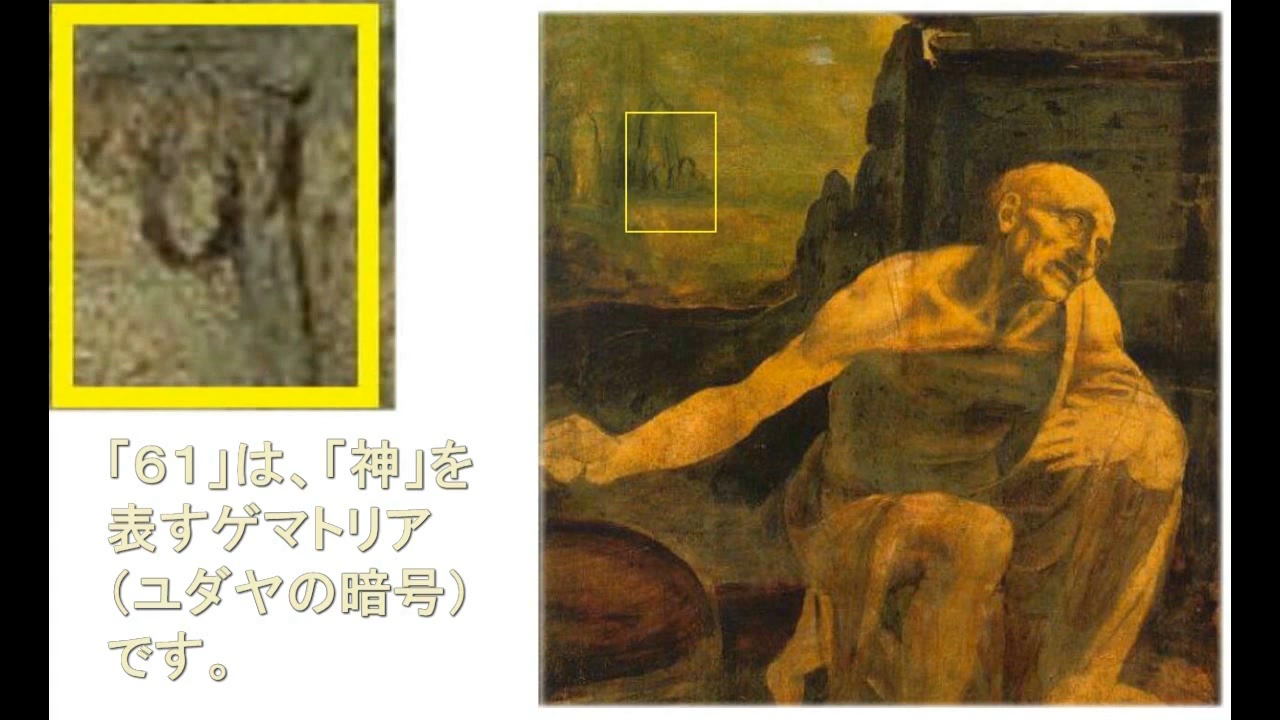 「６１」は、「神」を
表すゲマトリア
（ユダヤの暗号）
です。